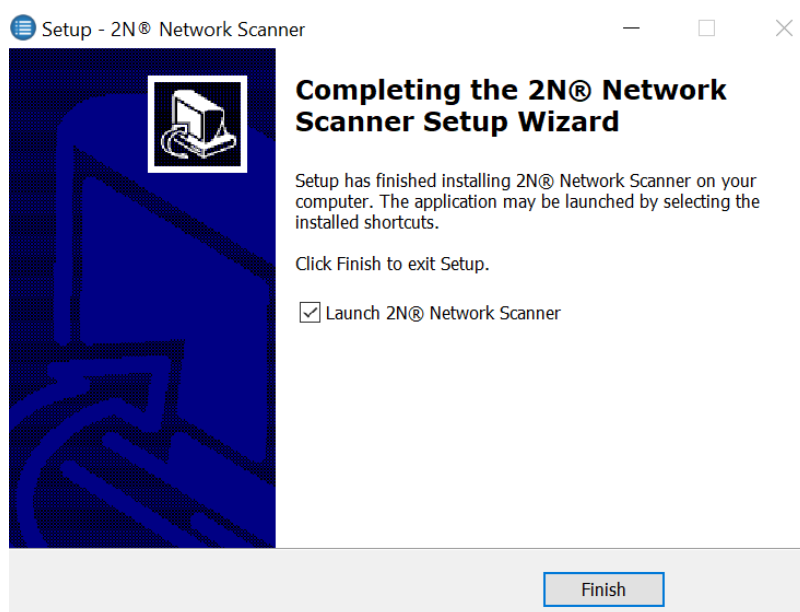 Setup - 2N® Network Scanner
Completing the 2N® Network
Scanner Setup Wizard
Setup has finished installing 2N® Network Scanner on your
computer. The application may be launched by selecting the
installed shortcuts.
Click Finish to exit Setup.
Launch 2N® Network Scanner
Finish